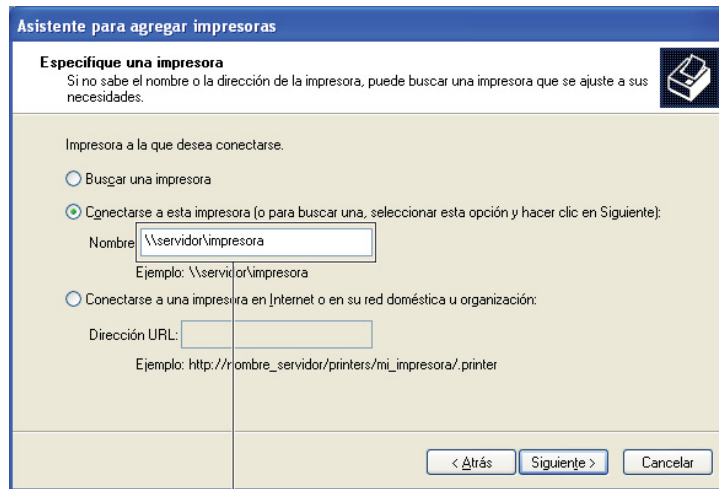 Asistente para agregar impresoras
Especifique una impresora
Si no sabe el nombre o la dirección de la impresora, puede buscar una impresora que se ajuste a sus
necesidades.
Impresora a la que desea conectarse.
Buscar una impresora
Conectarse a esta impresora (o para buscar una, seleccionar esta opción y hacer clic en Siguiente):
Nombre \\servidor\impresora
Ejemplo: \\servidor\impresora
Conectarse a una impresora en Internet o en su red doméstica u organización:
Dirección URL:
Ejemplo: http://nombre_servidor/printers/mi_impresora/.printer
< Atrás Siguiente > Cancelar